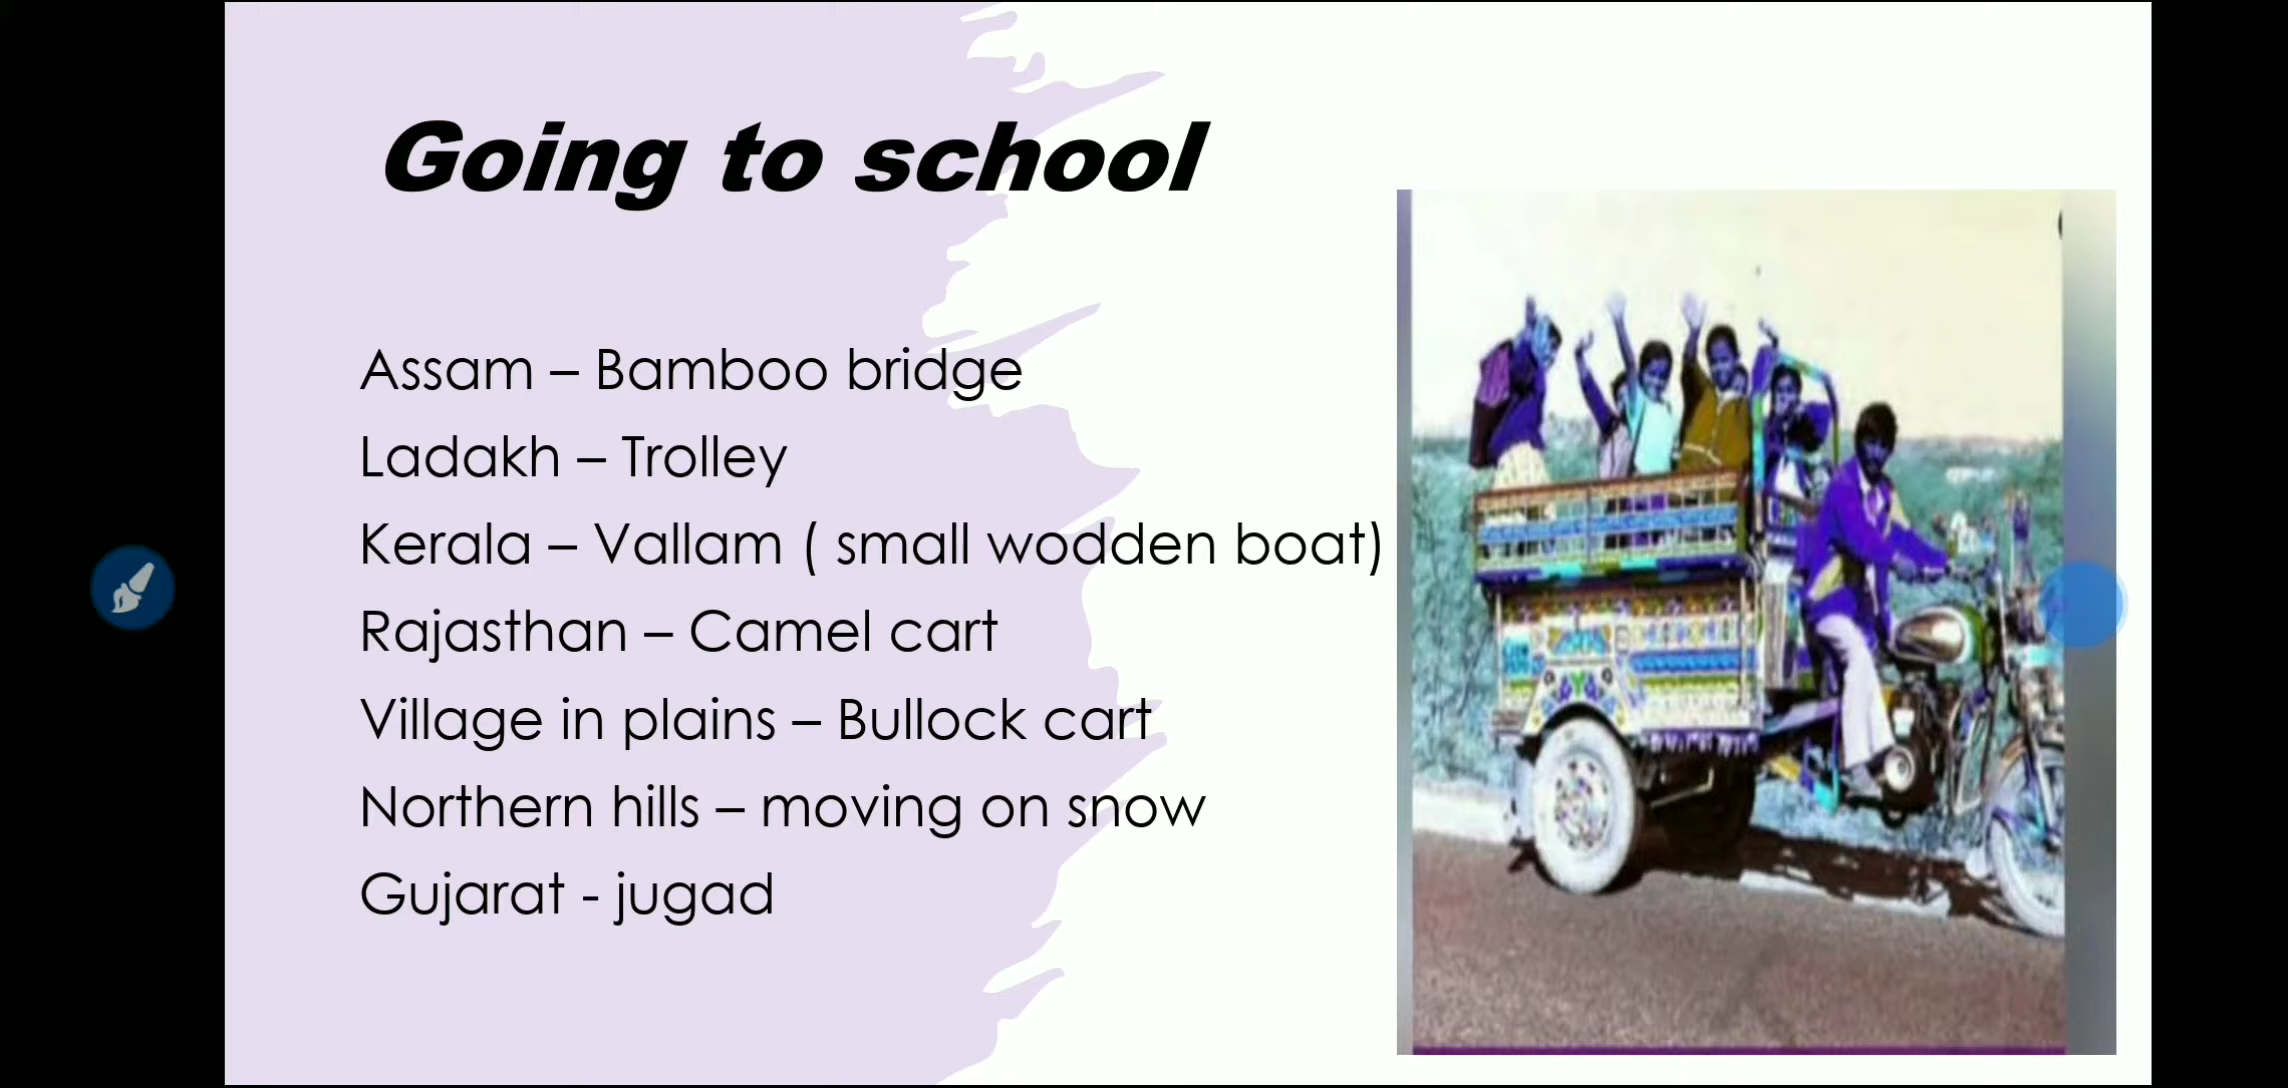 Going to school
Assam – Bamboo bridge
Ladakh – Trolley
Kerala – Vallam ( small wodden boat)
Rajasthan – Camel cart
Village in plains – Bullock cart
Northern hills – moving on snow
Gujarat - jugad